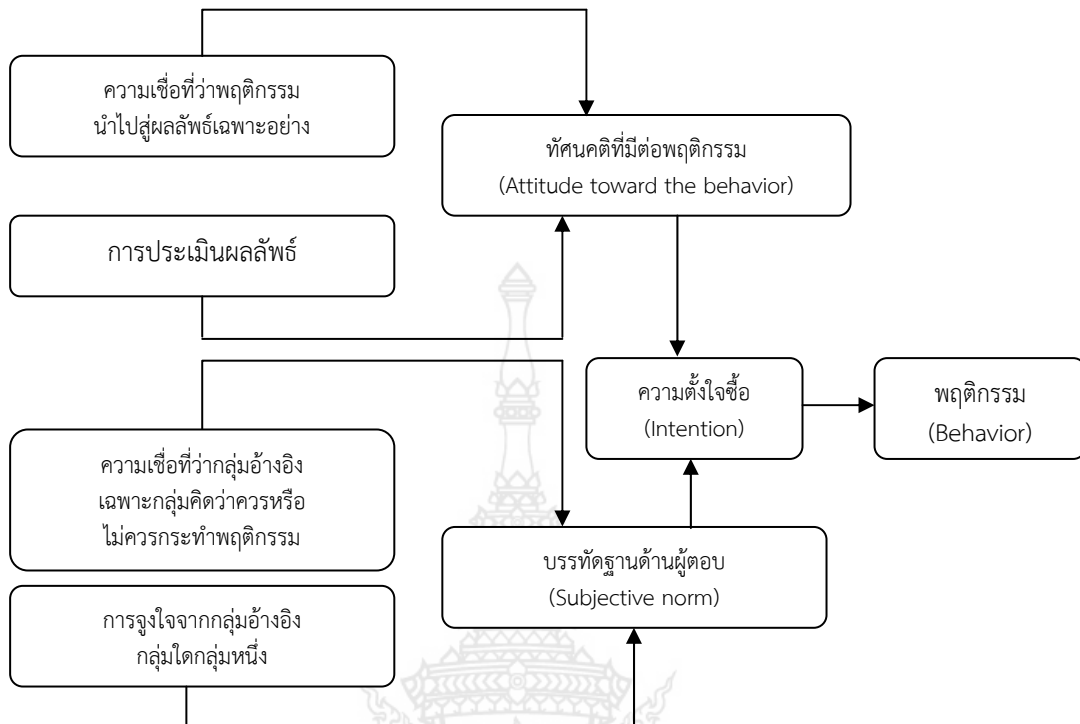 ความเชื่อที่ว่าพฤติกรรม
นำไปสู่ผลลัพธ์เฉพาะอย่าง
ทัศนคติที่มีต่อพฤติกรรม
(Attitude toward the behavior)
การประเมินผลลัพธ์
ความตั้งใจซื้อ
(Intention)
พฤติกรรม
(Behavior)
ความเชื่อที่ว่ากลุ่มอ้างอิง
เฉพาะกลุ่มคิดว่าควรหรือ
ไม่ควรกระทำพฤติกรรม
บรรทัดฐานด้านผู้ตอบ
(Subjective norm)
การจูงใจจากกลุ่มอ้างอิง
กลุ่มใดกลุ่มหนึ่ง